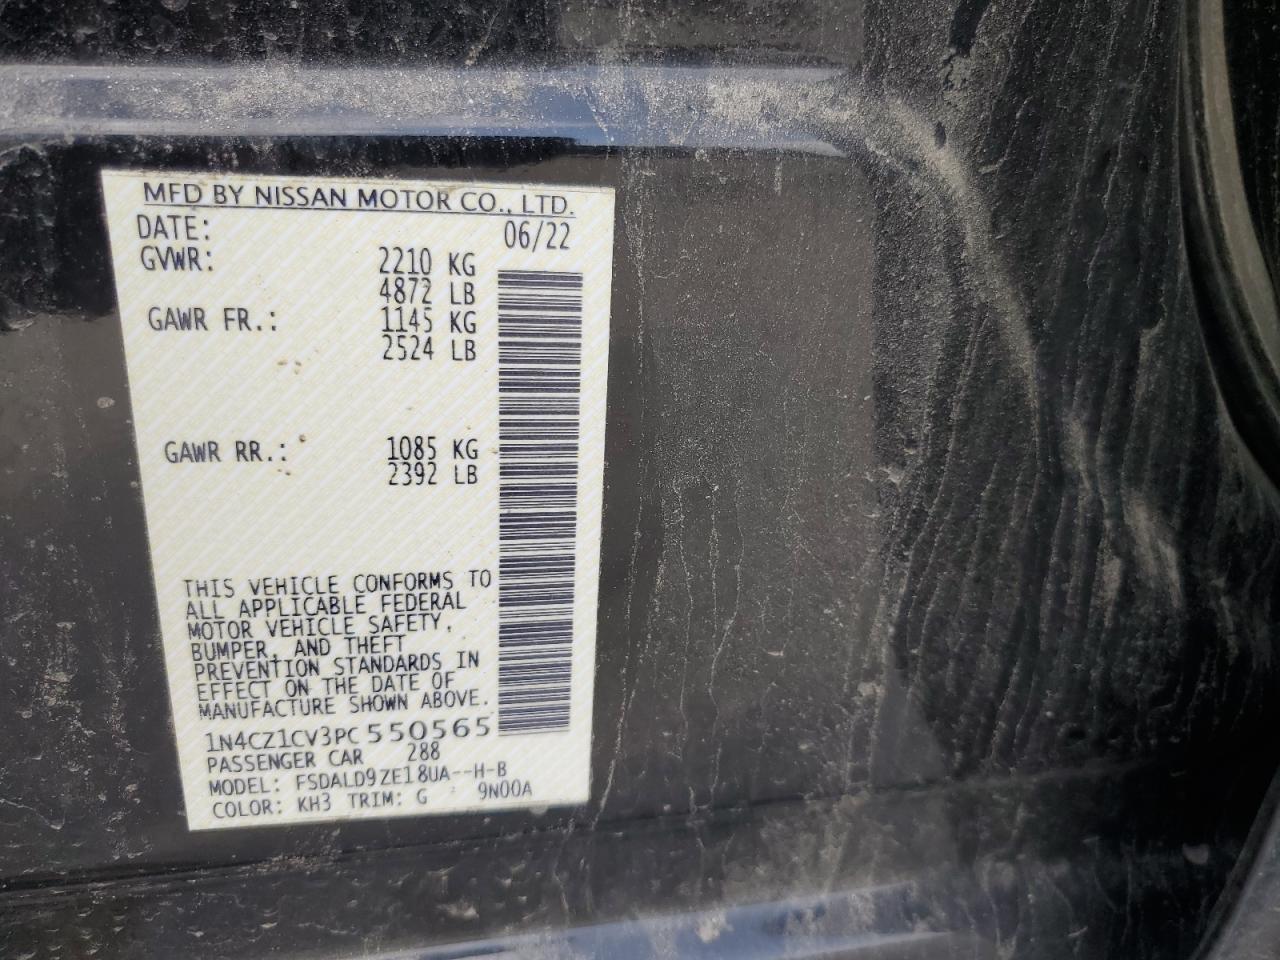 MFD BY NISSAN MOTOR CO., LTD.
DATE: 06/22
GVWR: 2210 KG
4872 LB
GAWR FR.: 1145 KG
2524 LB
GAWR RR.: 1085 KG
2392 LB
THIS VEHICLE CONFORMS TO
ALL APPLICABLE FEDERAL
MOTOR VEHICLE SAFETY,
BUMPER, AND THEFT
PREVENTION STANDARDS IN
EFFECT ON THE DATE OF
MANUFACTURE SHOWN ABOVE.
1N4CZ1CV3PC550565
PASSENGER CAR 288
MODEL: FSDALD9ZE18UA--H-B
COLOR: KH3 TRIM: G 9N00A